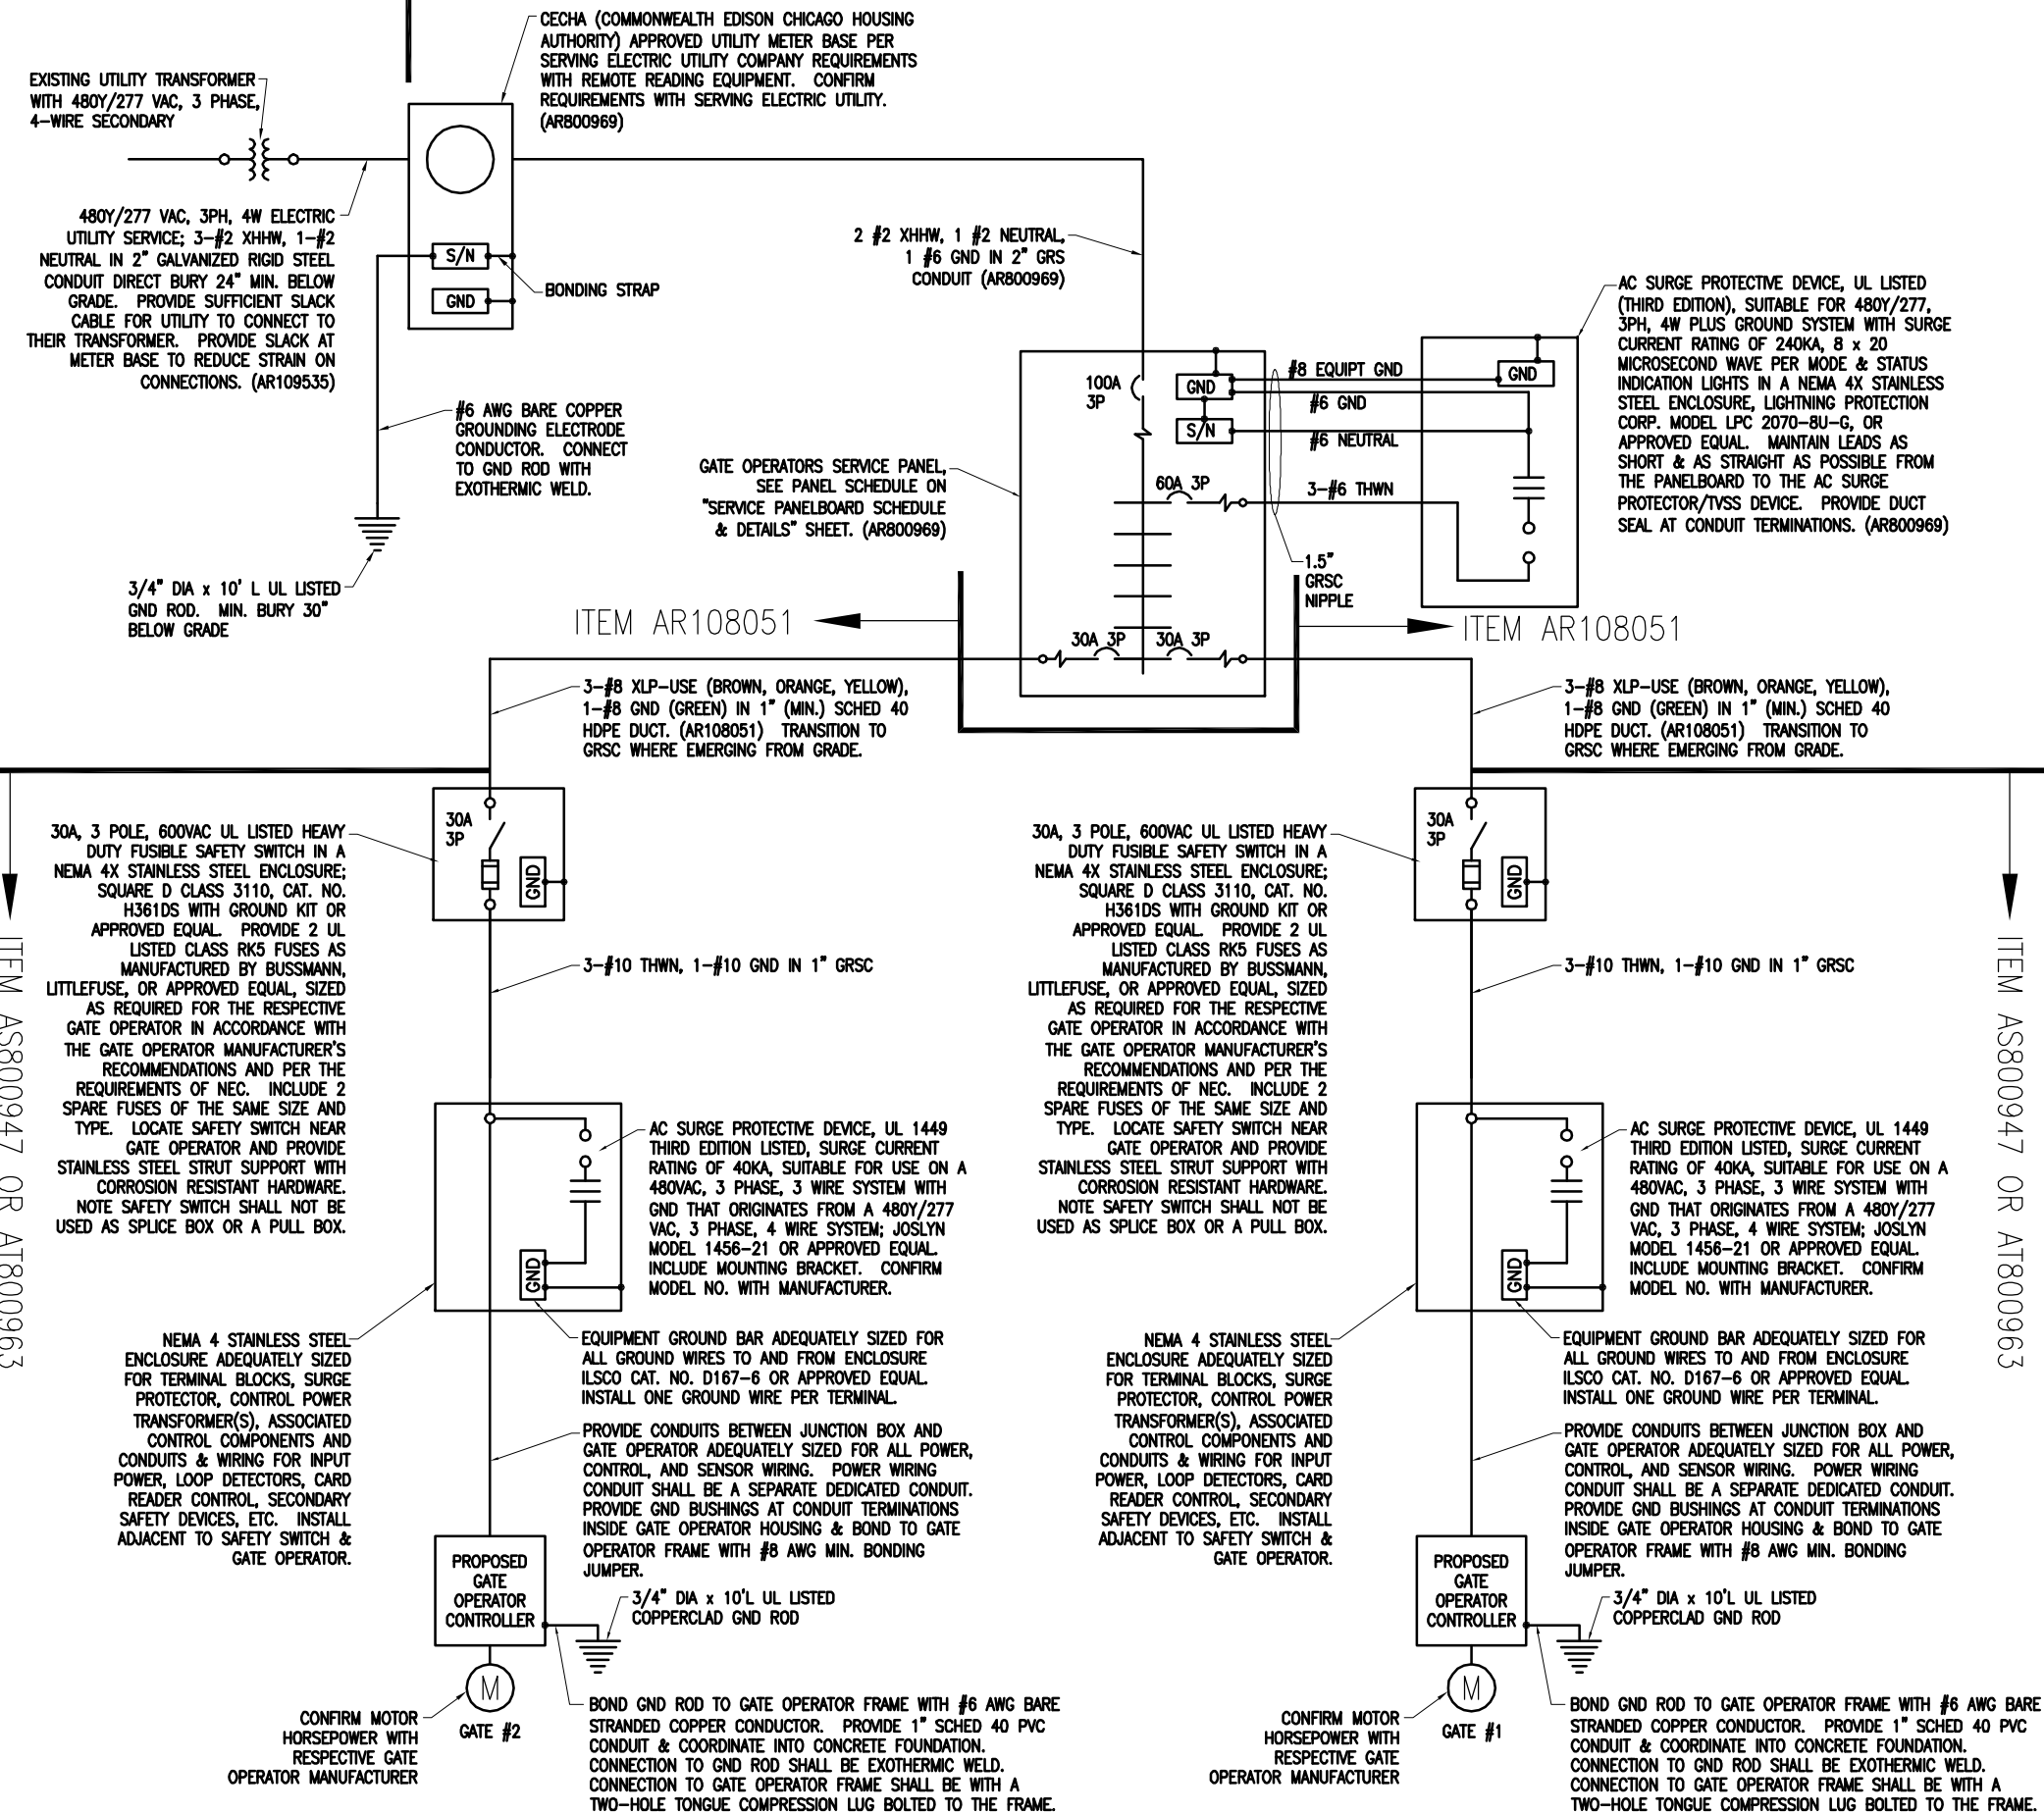 CECHA (COMMONWEALTH EDISON CHICAGO HOUSING
AUTHORITY) APPROVED UTILITY METER BASE PER
SERVING ELECTRIC UTILITY COMPANY REQUIREMENTS
WITH REMOTE READING EQUIPMENT. CONFIRM
REQUIREMENTS WITH SERVING ELECTRIC UTILITY.
(AR800969)
EXISTING UTILITY TRANSFORMER
WITH 480Y/277 VAC, 3 PHASE,
4-WIRE SECONDARY
480Y/277 VAC, 3PH, 4W ELECTRIC
UTILITY SERVICE; 3-#2 XHHW, 1-#2
NEUTRAL IN 2" GALVANIZED RIGID STEEL
CONDUIT DIRECT BURY 24" MIN. BELOW
GRADE. PROVIDE SUFFICIENT SLACK
CABLE FOR UTILITY TO CONNECT TO
THEIR TRANSFORMER. PROVIDE SLACK AT
METER BASE TO REDUCE STRAIN ON
CONNECTIONS. (AR109535)
S/N
GND
BONDING STRAP
2 #2 XHHW, 1 #2 NEUTRAL,
1 #6 GND IN 2" GRS
CONDUIT (AR800969)
#6 AWG BARE COPPER
GROUNDING ELECTRODE
CONDUCTOR. CONNECT
TO GND ROD WITH
EXOTHERMIC WELD.
3/4" DIA x 10' L UL LISTED
GND ROD. MIN. BURY 30"
BELOW GRADE
GATE OPERATORS SERVICE PANEL,
SEE PANEL SCHEDULE ON
"SERVICE PANELBOARD SCHEDULE
& DETAILS" SHEET. (AR800969)
100A
3P
GND
S/N
60A 3P
30A 3P
30A 3P
#8 EQUIPT GND
#6 GND
#6 NEUTRAL
3-#6 THWN
1.5"
GRSC
NIPPLE
GND
AC SURGE PROTECTIVE DEVICE, UL LISTED
(THIRD EDITION), SUITABLE FOR 480Y/277,
3PH, 4W PLUS GROUND SYSTEM WITH SURGE
CURRENT RATING OF 240KA, 8 x 20
MICROSECOND WAVE PER MODE & STATUS
INDICATION LIGHTS IN A NEMA 4X STAINLESS
STEEL ENCLOSURE, LIGHTNING PROTECTION
CORP. MODEL LPC 2070-8U-G, OR
APPROVED EQUAL. MAINTAIN LEADS AS
SHORT & AS STRAIGHT AS POSSIBLE FROM
THE PANELBOARD TO THE AC SURGE
PROTECTOR/TVSS DEVICE. PROVIDE DUCT
SEAL AT CONDUIT TERMINATIONS. (AR800969)
ITEM AR108051
ITEM AR108051
3-#8 XLP-USE (BROWN, ORANGE, YELLOW),
1-#8 GND (GREEN) IN 1" (MIN.) SCHED 40
HDPE DUCT. (AR108051) TRANSITION TO
GRSC WHERE EMERGING FROM GRADE.
3-#8 XLP-USE (BROWN, ORANGE, YELLOW),
1-#8 GND (GREEN) IN 1" (MIN.) SCHED 40
HDPE DUCT. (AR108051) TRANSITION TO
GRSC WHERE EMERGING FROM GRADE.
ITEM AS800947 OR AT800963
30A, 3 POLE, 600VAC UL LISTED HEAVY
DUTY FUSIBLE SAFETY SWITCH IN A
NEMA 4X STAINLESS STEEL ENCLOSURE;
SQUARE D CLASS 3110, CAT. NO.
H361DS WITH GROUND KIT OR
APPROVED EQUAL. PROVIDE 2 UL
LISTED CLASS RK5 FUSES AS
MANUFACTURED BY BUSSMANN,
LITTLEFUSE, OR APPROVED EQUAL, SIZED
AS REQUIRED FOR THE RESPECTIVE
GATE OPERATOR IN ACCORDANCE WITH
THE GATE OPERATOR MANUFACTURER'S
RECOMMENDATIONS AND PER THE
REQUIREMENTS OF NEC. INCLUDE 2
SPARE FUSES OF THE SAME SIZE AND
TYPE. LOCATE SAFETY SWITCH NEAR
GATE OPERATOR AND PROVIDE
STAINLESS STEEL STRUT SUPPORT WITH
CORROSION RESISTANT HARDWARE.
NOTE SAFETY SWITCH SHALL NOT BE
USED AS SPLICE BOX OR A PULL BOX.
30A
3P
GND
3-#10 THWN, 1-#10 GND IN 1" GRSC
AC SURGE PROTECTIVE DEVICE, UL 1449
THIRD EDITION LISTED, SURGE CURRENT
RATING OF 40KA, SUITABLE FOR USE ON A
480VAC, 3 PHASE, 3 WIRE SYSTEM WITH
GND THAT ORIGINATES FROM A 480Y/277
VAC, 3 PHASE, 4 WIRE SYSTEM; JOSLYN
MODEL 1456-21 OR APPROVED EQUAL.
INCLUDE MOUNTING BRACKET. CONFIRM
MODEL NO. WITH MANUFACTURER.
GND
NEMA 4 STAINLESS STEEL
ENCLOSURE ADEQUATELY SIZED
FOR TERMINAL BLOCKS, SURGE
PROTECTOR, CONTROL POWER
TRANSFORMER(S), ASSOCIATED
CONTROL COMPONENTS AND
CONDUITS & WIRING FOR INPUT
POWER, LOOP DETECTORS, CARD
READER CONTROL, SECONDARY
SAFETY DEVICES, ETC. INSTALL
ADJACENT TO SAFETY SWITCH &
GATE OPERATOR.
EQUIPMENT GROUND BAR ADEQUATELY SIZED FOR
ALL GROUND WIRES TO AND FROM ENCLOSURE
ILSCO CAT. NO. D167-6 OR APPROVED EQUAL.
INSTALL ONE GROUND WIRE PER TERMINAL.
PROVIDE CONDUITS BETWEEN JUNCTION BOX AND
GATE OPERATOR ADEQUATELY SIZED FOR ALL POWER,
CONTROL, AND SENSOR WIRING. POWER WIRING
CONDUIT SHALL BE A SEPARATE DEDICATED CONDUIT.
PROVIDE GND BUSHINGS AT CONDUIT TERMINATIONS
INSIDE GATE OPERATOR HOUSING & BOND TO GATE
OPERATOR FRAME WITH #8 AWG MIN. BONDING
JUMPER.
PROPOSED
GATE
OPERATOR
CONTROLLER
3/4" DIA x 10'L UL LISTED
COPPERCLAD GND ROD
M
GATE #2
CONFIRM MOTOR
HORSEPOWER WITH
RESPECTIVE GATE
OPERATOR MANUFACTURER
BOND GND ROD TO GATE OPERATOR FRAME WITH #6 AWG BARE
STRANDED COPPER CONDUCTOR. PROVIDE 1" SCHED 40 PVC
CONDUIT & COORDINATE INTO CONCRETE FOUNDATION.
CONNECTION TO GND ROD SHALL BE EXOTHERMIC WELD.
CONNECTION TO GATE OPERATOR FRAME SHALL BE WITH A
TWO-HOLE TONGUE COMPRESSION LUG BOLTED TO THE FRAME.
30A, 3 POLE, 600VAC UL LISTED HEAVY
DUTY FUSIBLE SAFETY SWITCH IN A
NEMA 4X STAINLESS STEEL ENCLOSURE;
SQUARE D CLASS 3110, CAT. NO.
H361DS WITH GROUND KIT OR
APPROVED EQUAL. PROVIDE 2 UL
LISTED CLASS RK5 FUSES AS
MANUFACTURED BY BUSSMANN,
LITTLEFUSE, OR APPROVED EQUAL, SIZED
AS REQUIRED FOR THE RESPECTIVE
GATE OPERATOR IN ACCORDANCE WITH
THE GATE OPERATOR MANUFACTURER'S
RECOMMENDATIONS AND PER THE
REQUIREMENTS OF NEC. INCLUDE 2
SPARE FUSES OF THE SAME SIZE AND
TYPE. LOCATE SAFETY SWITCH NEAR
GATE OPERATOR AND PROVIDE
STAINLESS STEEL STRUT SUPPORT WITH
CORROSION RESISTANT HARDWARE.
NOTE SAFETY SWITCH SHALL NOT BE
USED AS SPLICE BOX OR A PULL BOX.
30A
3P
GND
3-#10 THWN, 1-#10 GND IN 1" GRSC
AC SURGE PROTECTIVE DEVICE, UL 1449
THIRD EDITION LISTED, SURGE CURRENT
RATING OF 40KA, SUITABLE FOR USE ON A
480VAC, 3 PHASE, 3 WIRE SYSTEM WITH
GND THAT ORIGINATES FROM A 480Y/277
VAC, 3 PHASE, 4 WIRE SYSTEM; JOSLYN
MODEL 1456-21 OR APPROVED EQUAL.
INCLUDE MOUNTING BRACKET. CONFIRM
MODEL NO. WITH MANUFACTURER.
GND
NEMA 4 STAINLESS STEEL
ENCLOSURE ADEQUATELY SIZED
FOR TERMINAL BLOCKS, SURGE
PROTECTOR, CONTROL POWER
TRANSFORMER(S), ASSOCIATED
CONTROL COMPONENTS AND
CONDUITS & WIRING FOR INPUT
POWER, LOOP DETECTORS, CARD
READER CONTROL, SECONDARY
SAFETY DEVICES, ETC. INSTALL
ADJACENT TO SAFETY SWITCH &
GATE OPERATOR.
EQUIPMENT GROUND BAR ADEQUATELY SIZED FOR
ALL GROUND WIRES TO AND FROM ENCLOSURE
ILSCO CAT. NO. D167-6 OR APPROVED EQUAL.
INSTALL ONE GROUND WIRE PER TERMINAL.
PROVIDE CONDUITS BETWEEN JUNCTION BOX AND
GATE OPERATOR ADEQUATELY SIZED FOR ALL POWER,
CONTROL, AND SENSOR WIRING. POWER WIRING
CONDUIT SHALL BE A SEPARATE DEDICATED CONDUIT.
PROVIDE GND BUSHINGS AT CONDUIT TERMINATIONS
INSIDE GATE OPERATOR HOUSING & BOND TO GATE
OPERATOR FRAME WITH #8 AWG MIN. BONDING
JUMPER.
PROPOSED
GATE
OPERATOR
CONTROLLER
3/4" DIA x 10'L UL LISTED
COPPERCLAD GND ROD
M
GATE #1
CONFIRM MOTOR
HORSEPOWER WITH
RESPECTIVE GATE
OPERATOR MANUFACTURER
BOND GND ROD TO GATE OPERATOR FRAME WITH #6 AWG BARE
STRANDED COPPER CONDUCTOR. PROVIDE 1" SCHED 40 PVC
CONDUIT & COORDINATE INTO CONCRETE FOUNDATION.
CONNECTION TO GND ROD SHALL BE EXOTHERMIC WELD.
CONNECTION TO GATE OPERATOR FRAME SHALL BE WITH A
TWO-HOLE TONGUE COMPRESSION LUG BOLTED TO THE FRAME.
ITEM AS800947 OR AT800963